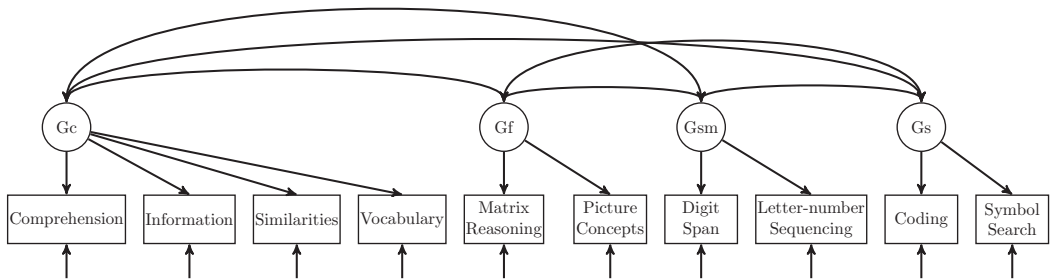 Gc
Gf
Gsm
Gs
Comprehension
Information
Similarities
Vocabulary
Matrix
Reasoning
Picture
Concepts
Digit
Span
Letter-number
Sequencing
Coding
Symbol
Search